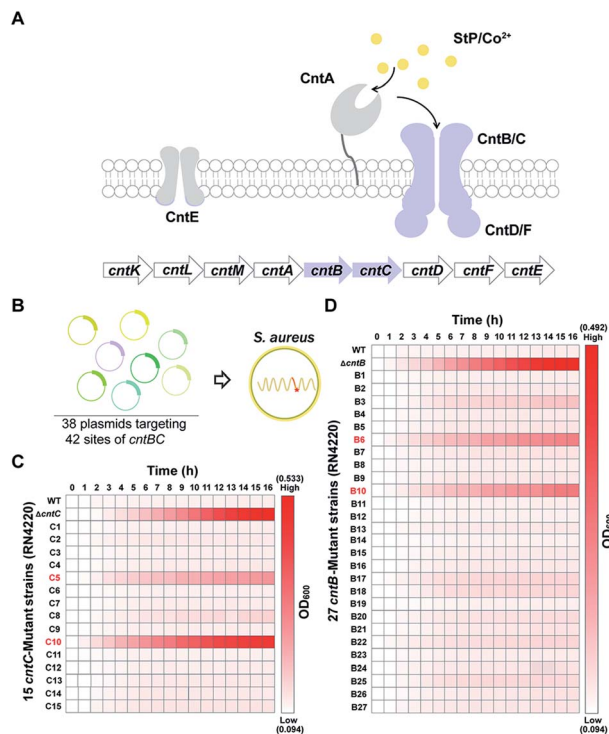 A
StP/Co2+
CntA
CntB/C
CntE
CntD/F
cntK cntL cntM cntA cntB cntC cntD cntF cntE
B
S. aureus
38 plasmids targeting
42 sites of cntBC
C
Time (h)
0 1 2 3 4 5 6 7 8 9 10 11 12 13 14 15 16
(0.533)
High
15 cntC-Mutant strains (RN4220)
WT
ΔcntC
C1
C2
C3
C4
C5
C6
C7
C8
C9
C10
C11
C12
C13
C14
C15
OD600
Low
(0.094)
D
Time (h)
0 1 2 3 4 5 6 7 8 9 10 11 12 13 14 15 16
(0.492)
High
27 cntB-Mutant strains (RN4220)
WT
ΔcntB
B1
B2
B3
B4
B5
B6
B7
B8
B9
B10
B11
B12
B13
B14
B15
B16
B17
B18
B19
B20
B21
B22
B23
B24
B25
B26
B27
OD600
Low
(0.094)